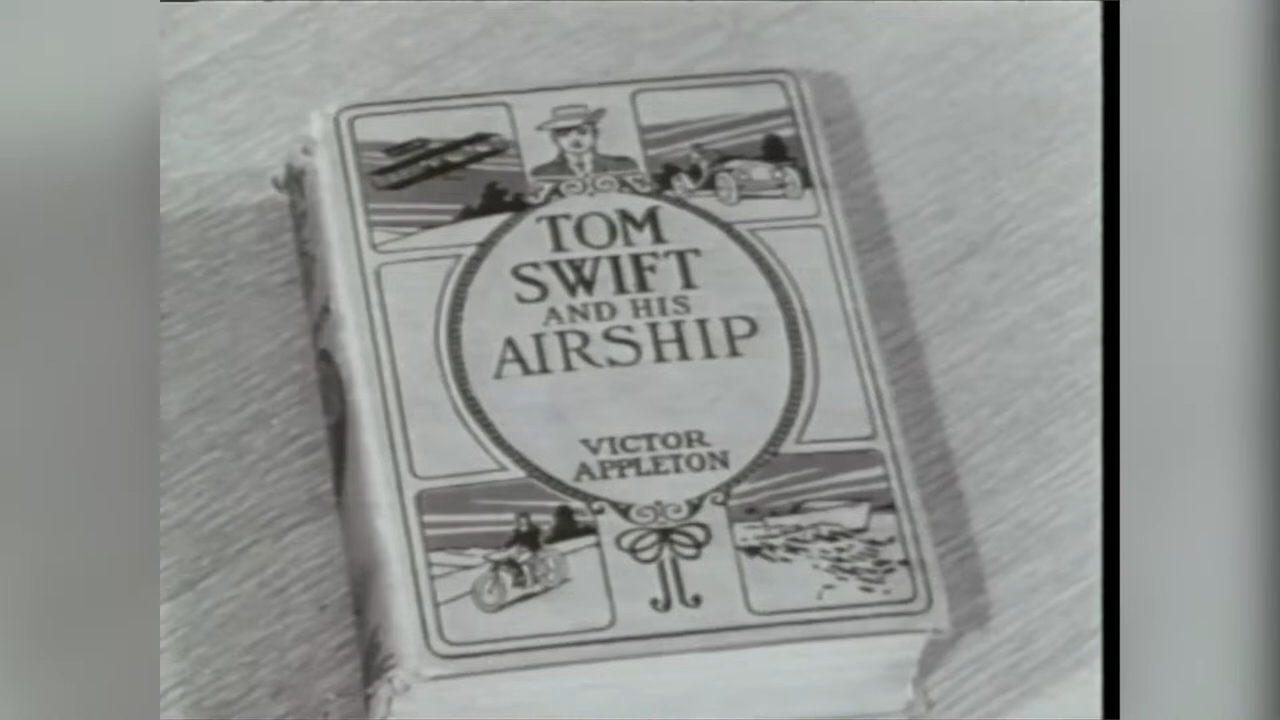 TOM
SWIFT
AND HIS
AIRSHIP
VICTOR
APPLETON